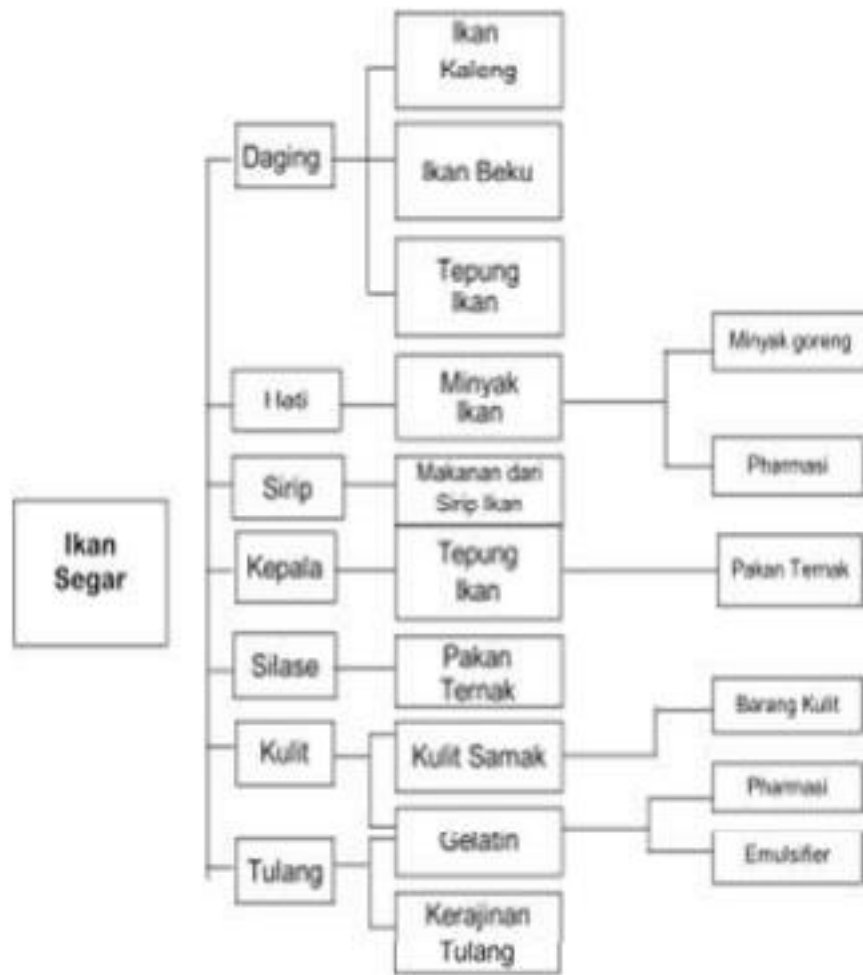 Ikan
Kaleng
Daging
Ikan Beku
Tepung
Ikan
Minyak goreng
Hati
Minyak
Ikan
Pharmasi
Sirip
Makanan dari
Sirip Ikan
Ikan
Segar
Kepala
Tepung
Ikan
Pakan Ternak
Silase
Pakan
Ternak
Barang Kulit
Kulit
Kulit Samak
Pharmasi
Gelatin
Emulsifier
Tulang
Kerajinan
Tulang